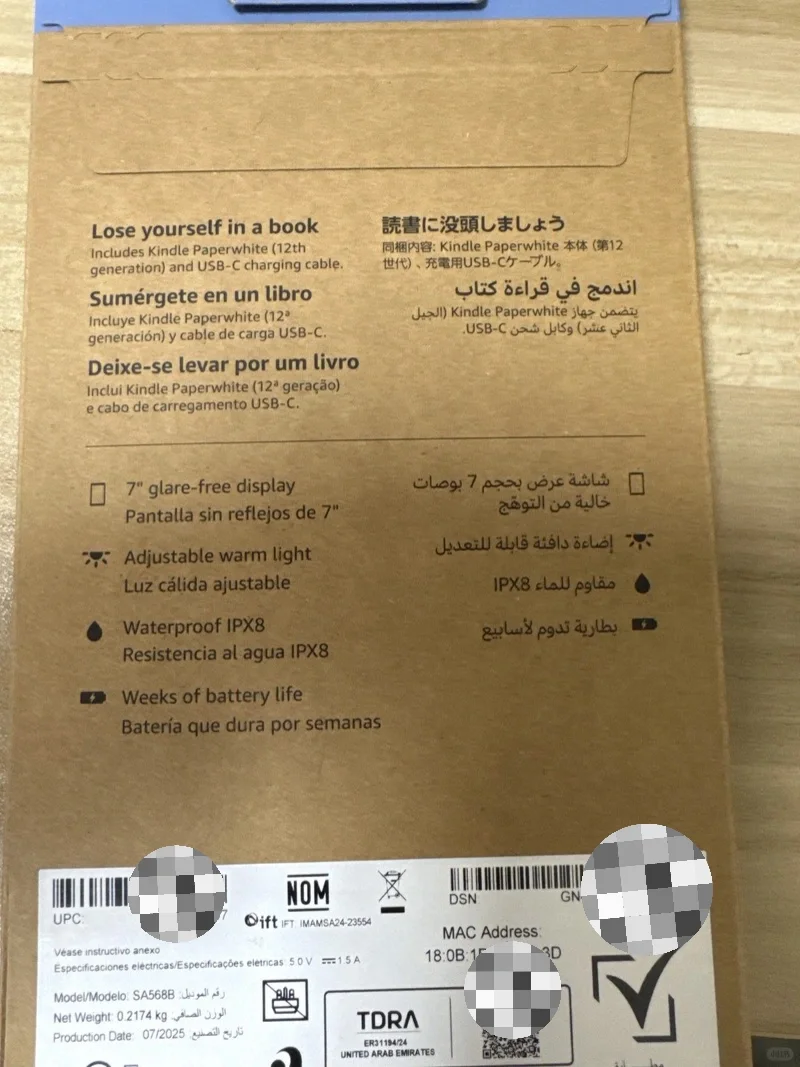 Lose yourself in a book
Includes Kindle Paperwhite (12th
generation) and USB-C charging cable.
Sumérgete en un libro
Incluye Kindle Paperwhite (12ª
generación) y cable de carga USB-C.
Deixe-se levar por um livro
Inclui Kindle Paperwhite (12ª geração)
e cabo de carregamento USB-C.
読書に没頭しましょう
同梱内容: Kindle Paperwhite 本体 (第12
世代) 、充電用USB-Cケーブル。
اندمج في قراءة كتاب
يتضمن جهاز Kindle Paperwhite (الجيل
الثاني عشر) وكابل شحن USB-C.
7" glare-free display
Pantalla sin reflejos de 7"
Adjustable warm light
Luz cálida ajustable
Waterproof IPX8
Resistencia al agua IPX8
Weeks of battery life
Batería que dura por semanas
شاشة عرض بحجم 7 بوصات
خالية من التوهج
إضاءة دافئة قابلة للتعديل
مقاوم للماء IPX8
بطارية تدوم لأسابيع
UPC: 7
NOM
ift IFT. IMAMSA24-23554
DSN GN
MAC Address:
18:0B:1 3D
Véase instructivo anexo
Especificaciones eléctricas/Especificações elétricas: 5.0 V 1.5 A
Model/Modelo: SA568B رقم الموديل:
Net Weight: 0.2174 kg الوزن الصافي:
Production Date: 07/2025 تاريخ التصنيع:
TDRA
ER31194/24
UNITED ARAB EMIRATES